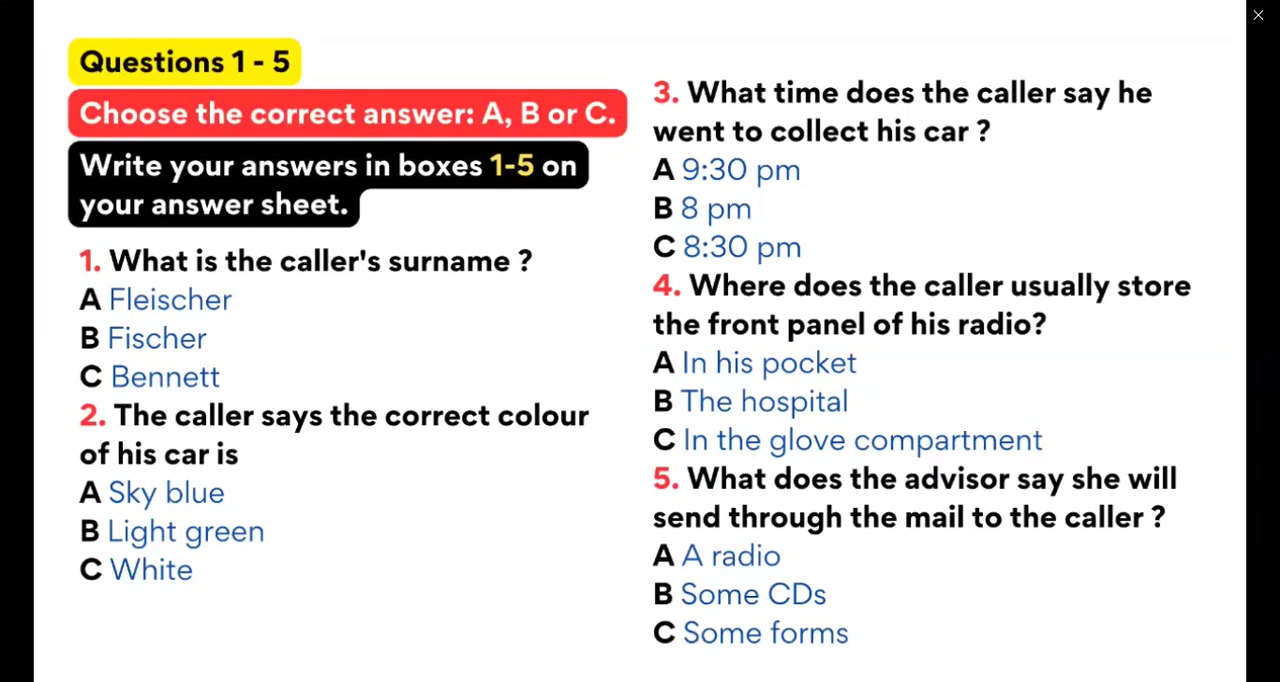 Questions 1 - 5
Choose the correct answer: A, B or C.
Write your answers in boxes 1-5 on
your answer sheet.
1. What is the caller's surname ?
A Fleischer
B Fischer
C Bennett
2. The caller says the correct colour
of his car is
A Sky blue
B Light green
C White
3. What time does the caller say he
went to collect his car ?
A 9:30 pm
B 8 pm
C 8:30 pm
4. Where does the caller usually store
the front panel of his radio?
A In his pocket
B The hospital
C In the glove compartment
5. What does the advisor say she will
send through the mail to the caller ?
A A radio
B Some CDs
C Some forms